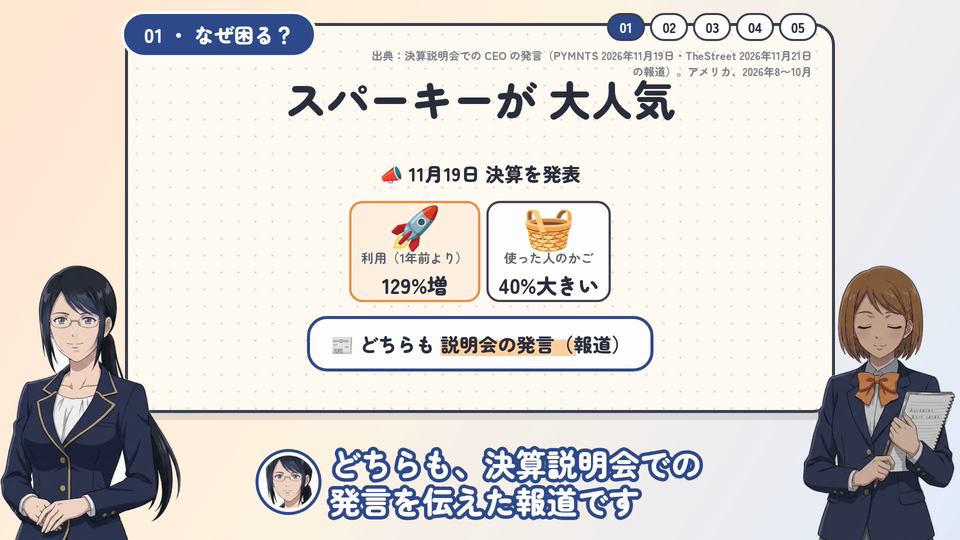 01 ・ なぜ困る？
01 02 03 04 05
出典：決算説明会での CEO の発言（PYMNTS 2026年11月19日・TheStreet 2026年11月21日
の報道）。アメリカ、2026年8〜10月
スパーキーが 大人気
11月19日 決算を発表
利用（1年前より）
129%増
使った人のかご
40%大きい
どちらも 説明会の発言（報道）
どちらも、決算説明会での
発言を伝えた報道です